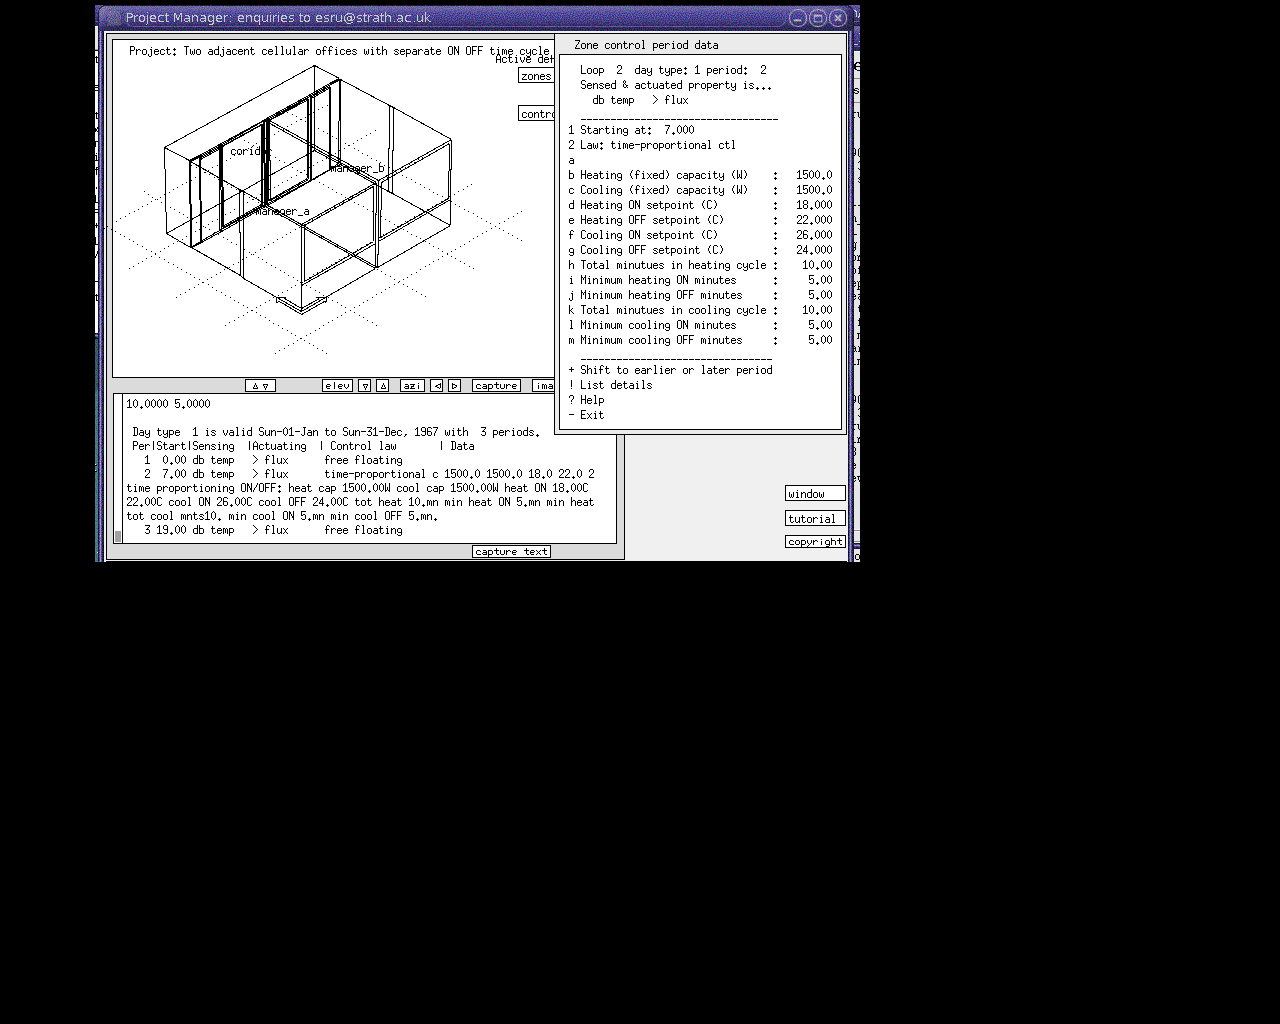 Project Manager: enquiries to esru@strath.ac.uk
Project: Two adjacent cellular offices with separate ON OFF time cycle
zones
coridor
manager_b
manager_a
elev
azi
capture
10.0000 5.0000
Day type  1 is valid Sun-01-Jan to Sun-31-Dec, 1967 with  3 periods.
Per|Start|Sensing  |Actuating  | Control law       | Data
1  0.00 db temp   > flux      free floating
2  7.00 db temp   > flux      time-proportional c 1500.0 1500.0 18.0 22.0 2
time proportioning ON/OFF: heat cap 1500.00W cool cap 1500.00W heat ON 18.00C
22.00C cool ON 26.00C cool OFF 24.00C tot heat 10.mn min heat ON 5.mn min heat
tot cool mnts10. min cool ON 5.mn min cool OFF 5.mn.
3 19.00 db temp   > flux      free floating
capture text
Zone control period data
Loop  2  day type: 1 period:  2
Sensed & actuated property is...
db temp   > flux
1 Starting at:  7.000
2 Law: time-proportional ctl
a
b Heating (fixed) capacity (W)    :   1500.0
c Cooling (fixed) capacity (W)    :   1500.0
d Heating ON setpoint (C)         :   18.000
e Heating OFF setpoint (C)        :   22.000
f Cooling ON setpoint (C)         :   26.000
g Cooling OFF setpoint (C)        :   24.000
h Total minutues in heating cycle :    10.00
i Minimum heating ON minutes      :     5.00
j Minimum heating OFF minutes     :     5.00
k Total minutues in cooling cycle :    10.00
l Minimum cooling ON minutes      :     5.00
m Minimum cooling OFF minutes     :     5.00
+ Shift to earlier or later period
! List details
? Help
- Exit
window
tutorial
copyright